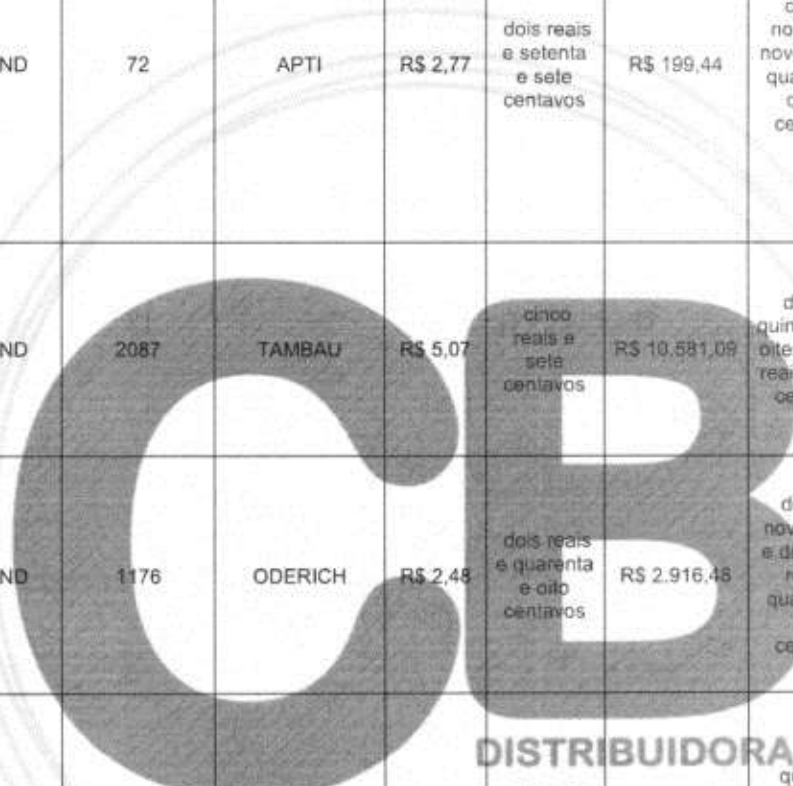 ND 72 APTI R$ 2,77 dois reais R$ 199,44
e setenta
e sete
centavos
ND 2087 TAMBAU R$ 5,07 cinco R$ 10.581,09
reais e
sete
centavos
ND 1176 ODERICH R$ 2,48 dois reais R$ 2.916,48
e quarenta
e oito
centavos
CB
DISTRIBUIDORA